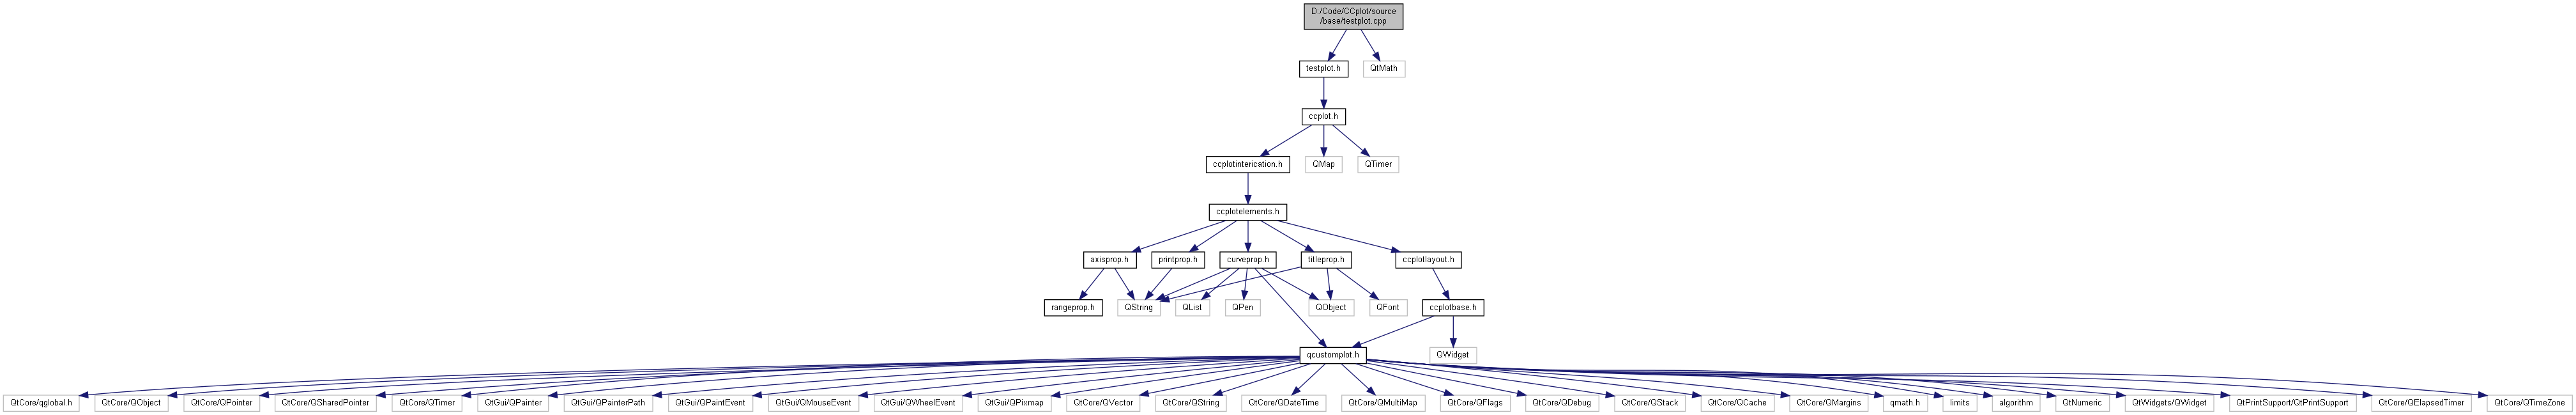 D:/Code/CCplot/source
/base/testplot.cpp
testplot.h
QtMath
ccplot.h
ccplotinterication.h
QMap
QTimer
ccplotelements.h
axisprop.h
printprop.h
curveprop.h
titleprop.h
ccplotlayout.h
rangeprop.h
QString
QList
QPen
QObject
QFont
ccplotbase.h
qcustomplot.h
QWidget
QtCore/qglobal.h
QtCore/QObject
QtCore/QPointer
QtCore/QSharedPointer
QtCore/QTimer
QtGui/QPainter
QtGui/QPainterPath
QtGui/QPaintEvent
QtGui/QMouseEvent
QtGui/QWheelEvent
QtGui/QPixmap
QtCore/QVector
QtCore/QString
QtCore/QDateTime
QtCore/QMultiMap
QtCore/QFlags
QtCore/QDebug
QtCore/QStack
QtCore/QCache
QtCore/QMargins
qmath.h
limits
algorithm
QtNumeric
QtWidgets/QWidget
QtPrintSupport/QtPrintSupport
QtCore/QElapsedTimer
QtCore/QTimeZone